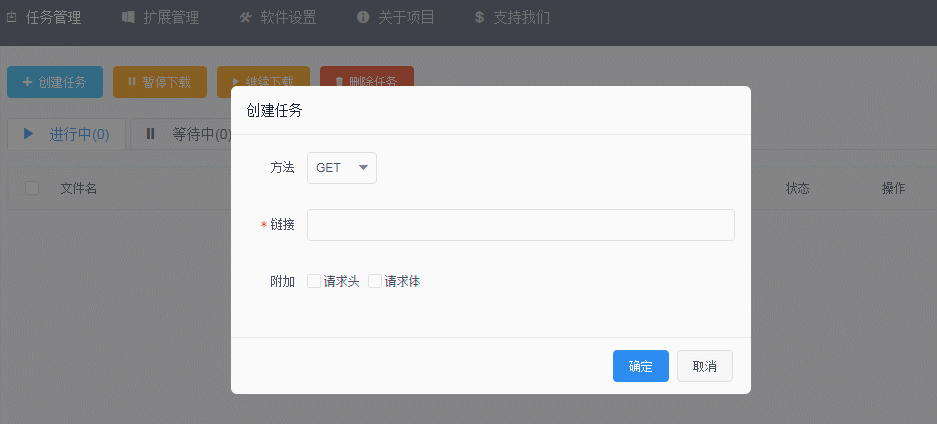 任务管理 扩展管理 软件设置 关于项目 支持我们
创建任务 暂停下载 继续下载 删除任务
创建任务
进行中(0) 等待中(0)
方法 GET
文件名 状态 操作
* 链接
附加 请求头 请求体
确定 取消